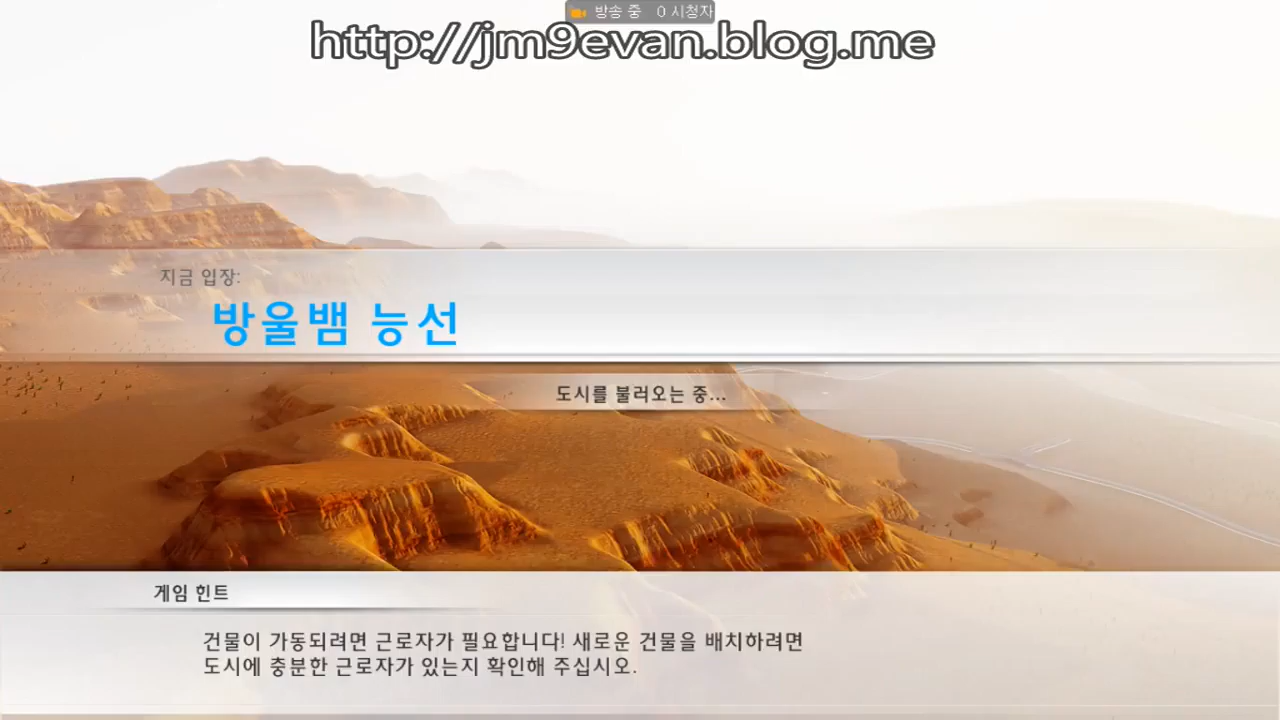 방송 중 0 시청자
http://jm9evan.blog.me
지금 입장:
방울뱀 능선
도시를 불러오는 중...
게임 힌트
건물이 가동되려면 근로자가 필요합니다! 새로운 건물을 배치하려면
도시에 충분한 근로자가 있는지 확인해 주십시오.